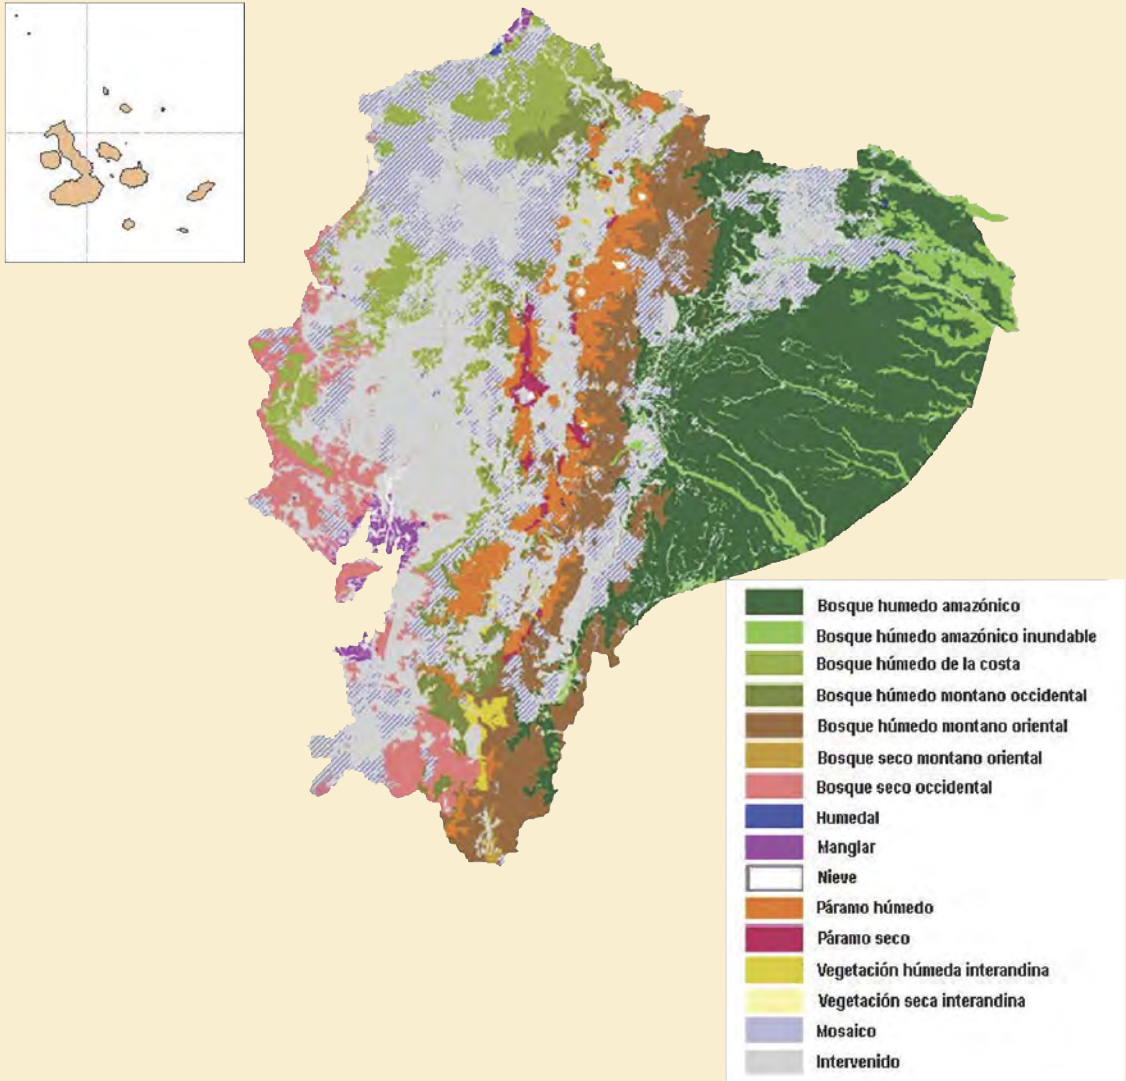 Bosque humedo amazónico
Bosque húmedo amazónico inundable
Bosque húmedo de la costa
Bosque húmedo montano occidental
Bosque húmedo montano oriental
Bosque seco montano oriental
Bosque seco occidental
Humedal
Manglar
Nieve
Páramo húmedo
Páramo seco
Vegetación húmeda interandina
Vegetación seca interandina
Mosaico
Intervenido